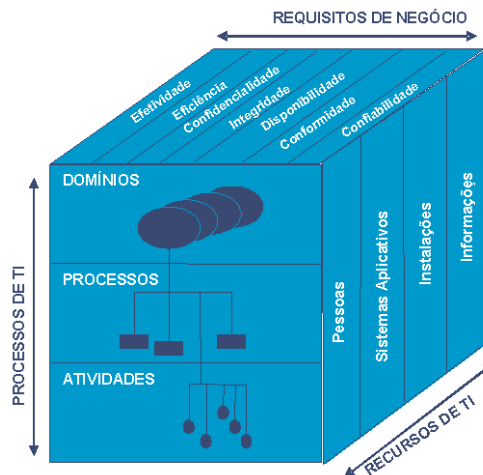 REQUISITOS DE NEGÓCIO
Efetividade
Eficiência
Confidencialidade
Integridade
Disponibilidade
Conformidade
Confiabilidade
DOMÍNIOS
PROCESSOS
ATIVIDADES
PROCESSOS DE TI
Pessoas
Sistemas Aplicativos
Instalações
Informações
RECURSOS DE TI